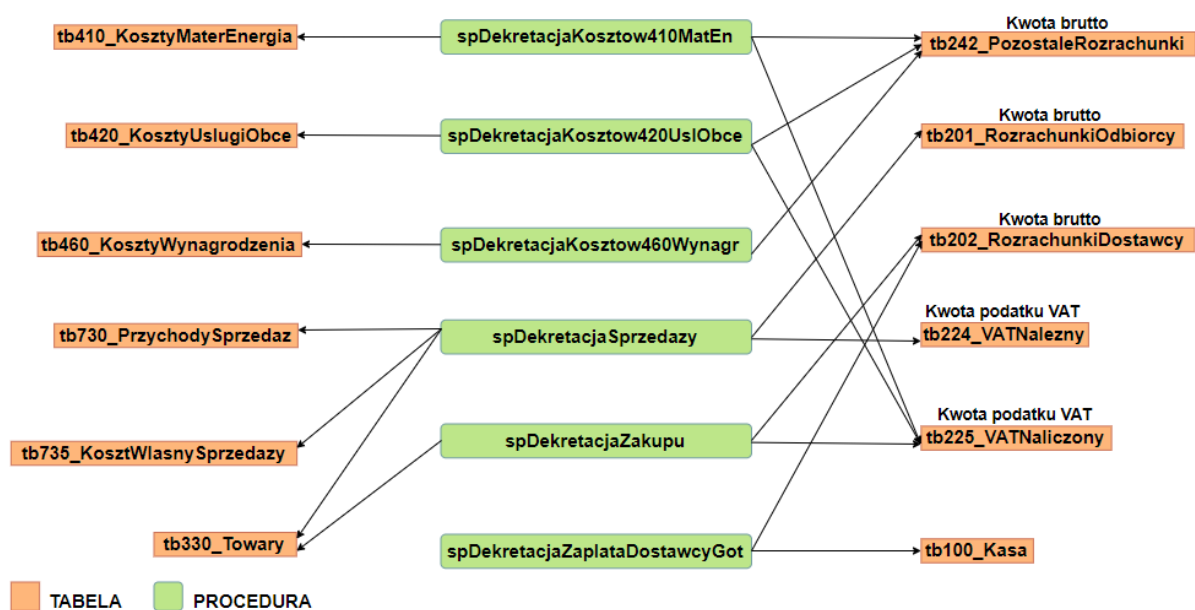 Kwota brutto
tb410_KosztyMaterEnergia
spDekretacjaKosztow410MatEn
tb242_PozostaleRozrachunki
Kwota brutto
tb420_KosztyUslugiObce
spDekretacjaKosztow420UslObce
tb201_RozrachunkiOdbiorcy
Kwota brutto
tb460_KosztyWynagrodzenia
spDekretacjaKosztow460Wynagr
tb202_RozrachunkiDostawcy
Kwota podatku VAT
tb730_PrzychodySprzedaz
spDekretacjaSprzedazy
tb224_VATNalezny
Kwota podatku VAT
tb735_KosztWlasnySprzedazy
spDekretacjaZakupu
tb225_VATNaliczony
tb330_Towary
spDekretacjaZaplataDostawcyGot
tb100_Kasa
TABELA
PROCEDURA